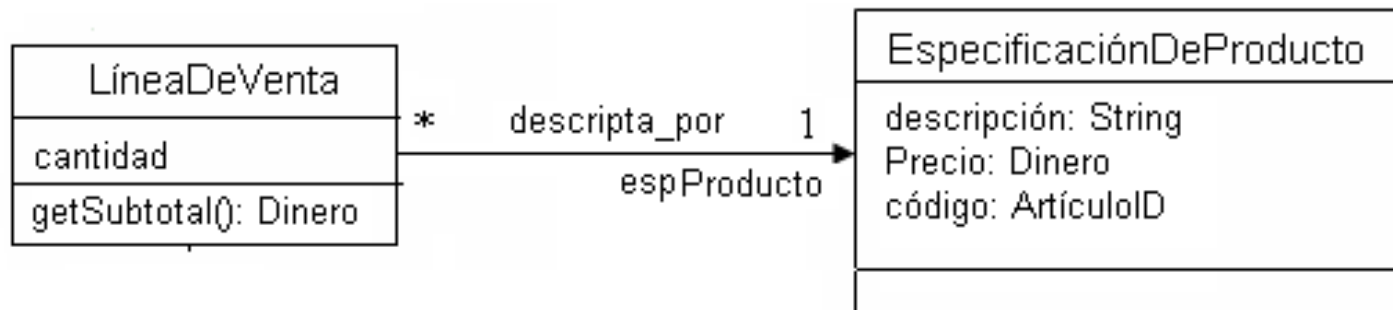 LíneaDeVenta
cantidad
getSubtotal(): Dinero
* descripta_por 1
espProducto
EspecificaciónDeProducto
descripción: String
Precio: Dinero
código: ArtículoID